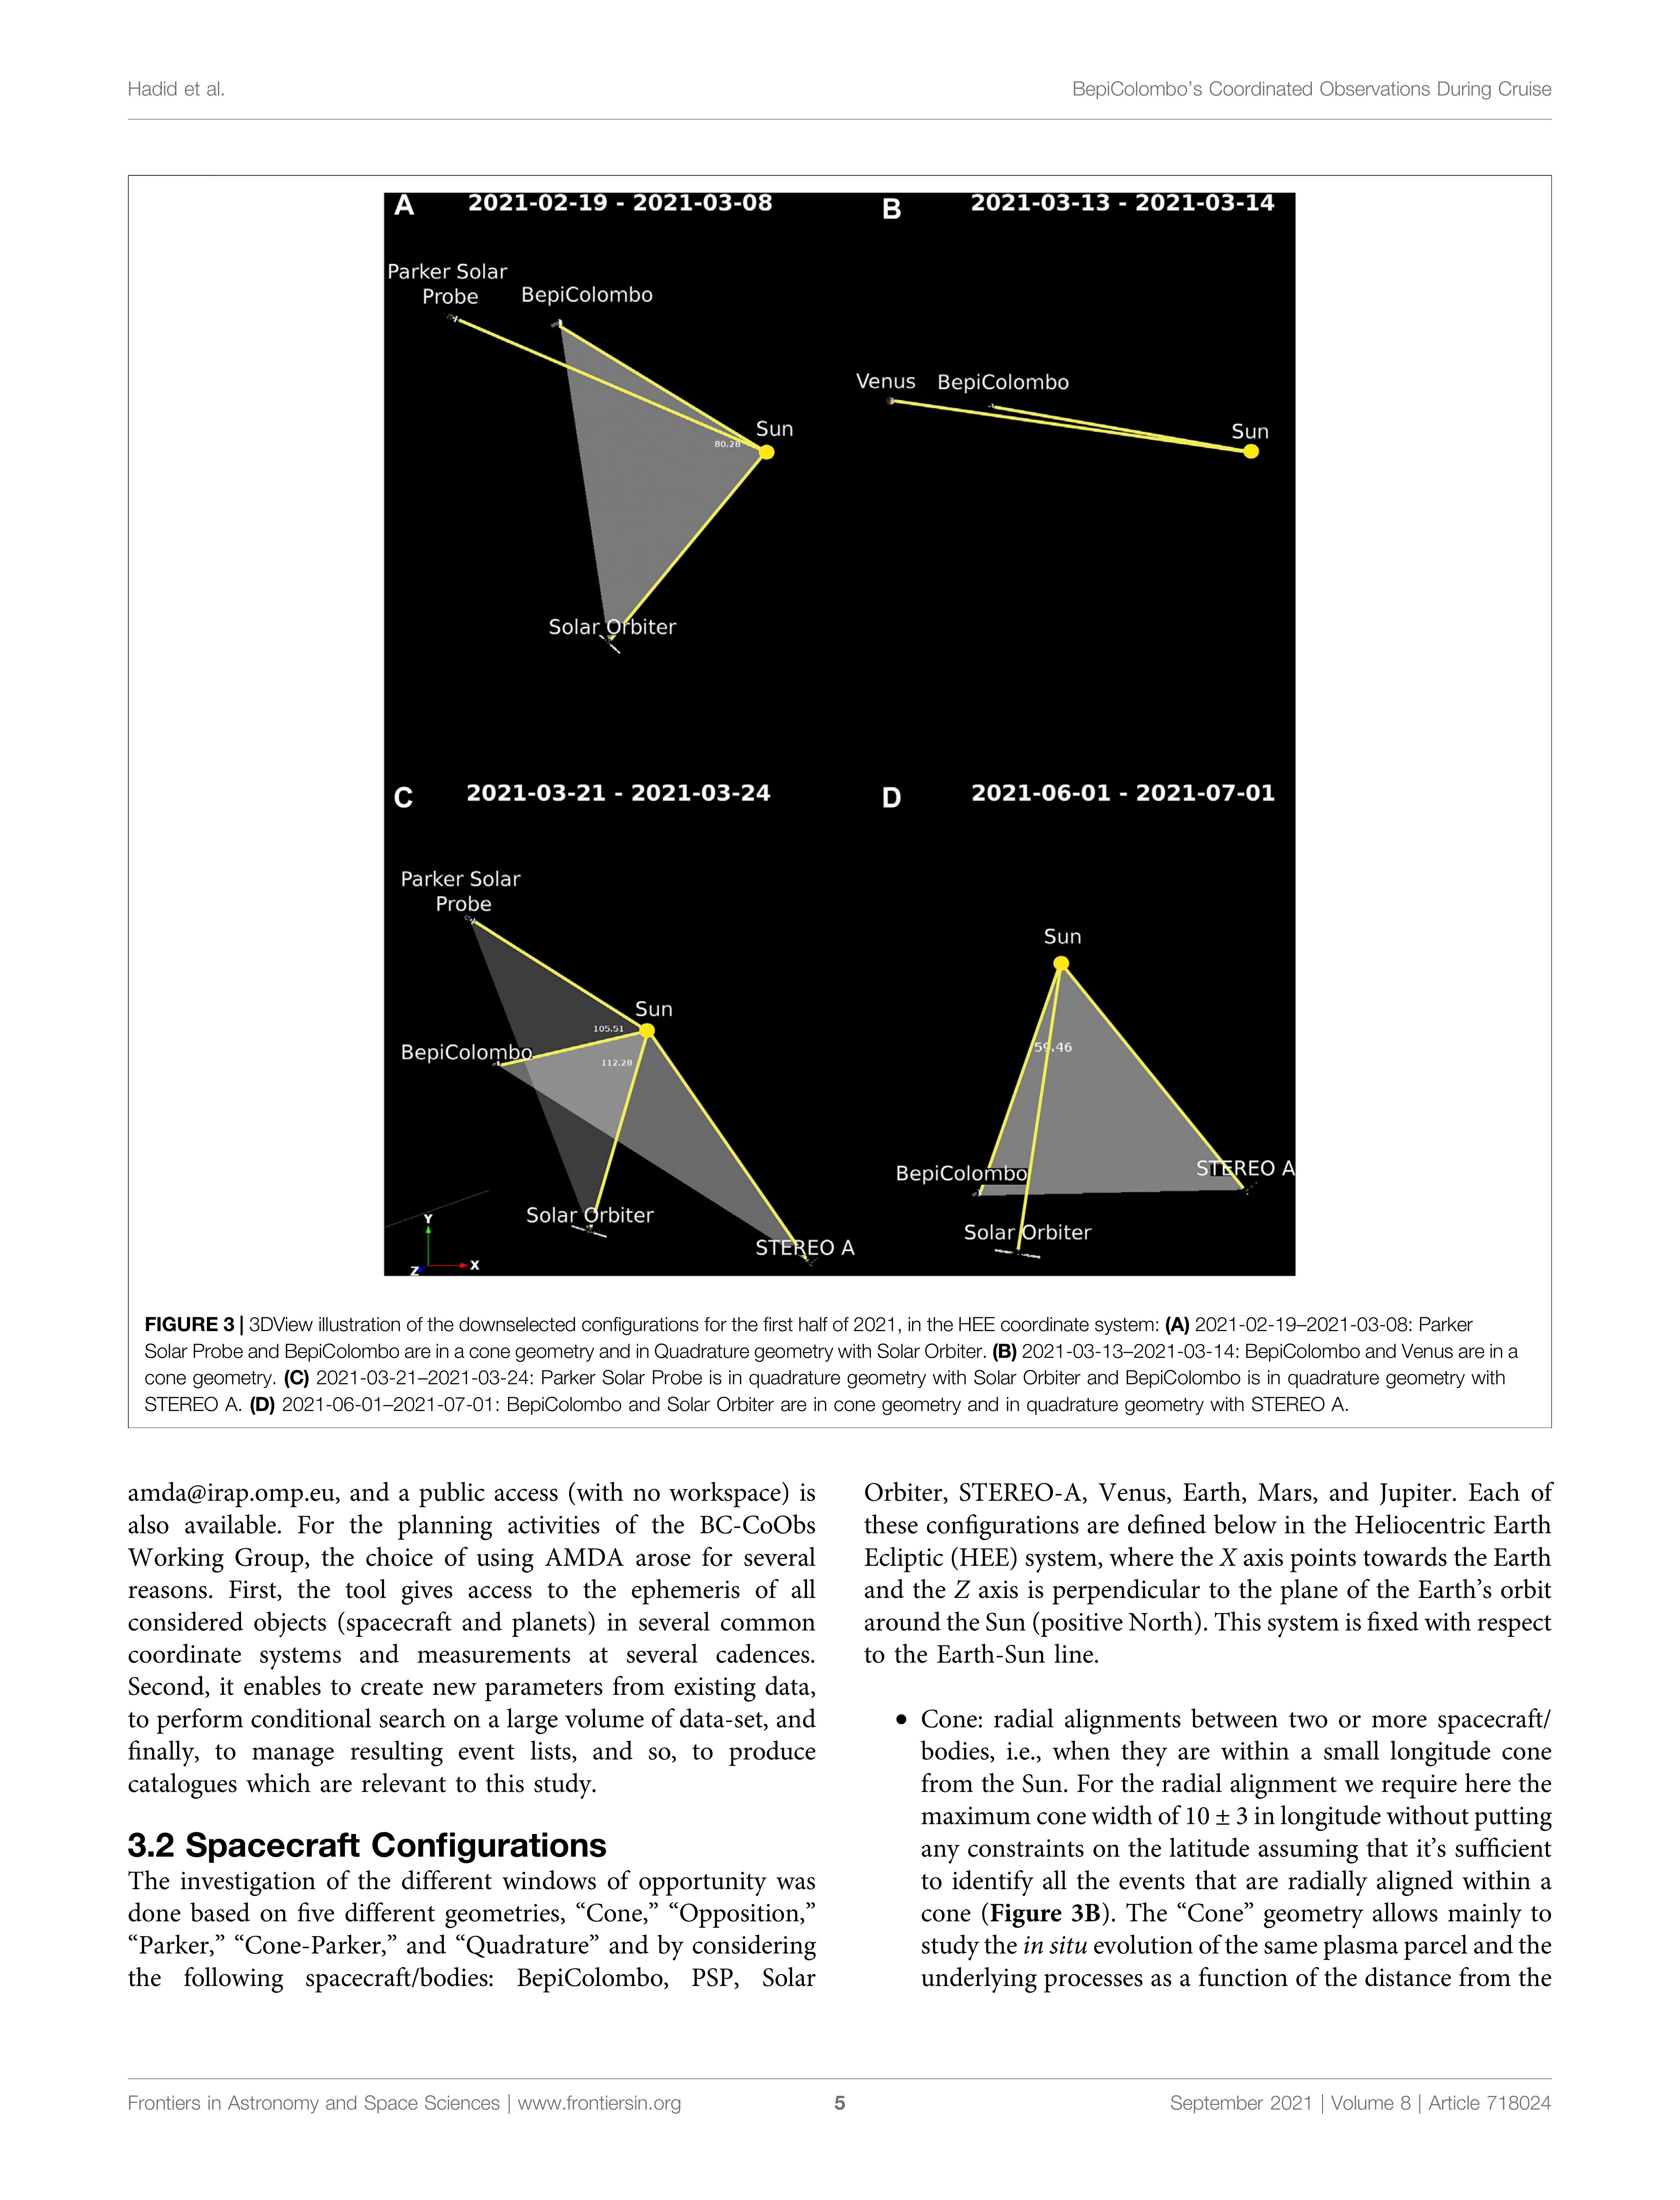 Hadid et al.
BepiColombo's Coordinated Observations During Cruise
A 2021-02-19 - 2021-03-08
Parker Solar
Probe
BepiColombo
Sun
80.28
Solar Orbiter
B 2021-03-13 - 2021-03-14
Venus
BepiColombo
Sun
C 2021-03-21 - 2021-03-24
Parker Solar
Probe
Sun
105.51
BepiColombo
112.28
Solar Orbiter
STEREO A
Y
Z
X
D 2021-06-01 - 2021-07-01
Sun
59.46
BepiColombo
STEREO A
Solar Orbiter
FIGURE 3 | 3DView illustration of the downselected configurations for the first half of 2021, in the HEE coordinate system: (A) 2021-02-19–2021-03-08: Parker
Solar Probe and BepiColombo are in a cone geometry and in Quadrature geometry with Solar Orbiter. (B) 2021-03-13–2021-03-14: BepiColombo and Venus are in a
cone geometry. (C) 2021-03-21–2021-03-24: Parker Solar Probe is in quadrature geometry with Solar Orbiter and BepiColombo is in quadrature geometry with
STEREO A. (D) 2021-06-01–2021-07-01: BepiColombo and Solar Orbiter are in cone geometry and in quadrature geometry with STEREO A.
amda@irap.omp.eu, and a public access (with no workspace) is
also available. For the planning activities of the BC-CoObs
Working Group, the choice of using AMDA arose for several
reasons. First, the tool gives access to the ephemeris of all
considered objects (spacecraft and planets) in several common
coordinate systems and measurements at several cadences.
Second, it enables to create new parameters from existing data,
to perform conditional search on a large volume of data-set, and
finally, to manage resulting event lists, and so, to produce
catalogues which are relevant to this study.
3.2 Spacecraft Configurations
The investigation of the different windows of opportunity was
done based on five different geometries, “Cone,” “Opposition,”
“Parker,” “Cone-Parker,” and “Quadrature” and by considering
the following spacecraft/bodies: BepiColombo, PSP, Solar
Orbiter, STEREO-A, Venus, Earth, Mars, and Jupiter. Each of
these configurations are defined below in the Heliocentric Earth
Ecliptic (HEE) system, where the X axis points towards the Earth
and the Z axis is perpendicular to the plane of the Earth's orbit
around the Sun (positive North). This system is fixed with respect
to the Earth-Sun line.
• Cone: radial alignments between two or more spacecraft/
bodies, i.e., when they are within a small longitude cone
from the Sun. For the radial alignment we require here the
maximum cone width of 10 ± 3 in longitude without putting
any constraints on the latitude assuming that it's sufficient
to identify all the events that are radially aligned within a
cone (Figure 3B). The “Cone” geometry allows mainly to
study the in situ evolution of the same plasma parcel and the
underlying processes as a function of the distance from the
Frontiers in Astronomy and Space Sciences | www.frontiersin.org
5
September 2021 | Volume 8 | Article 718024